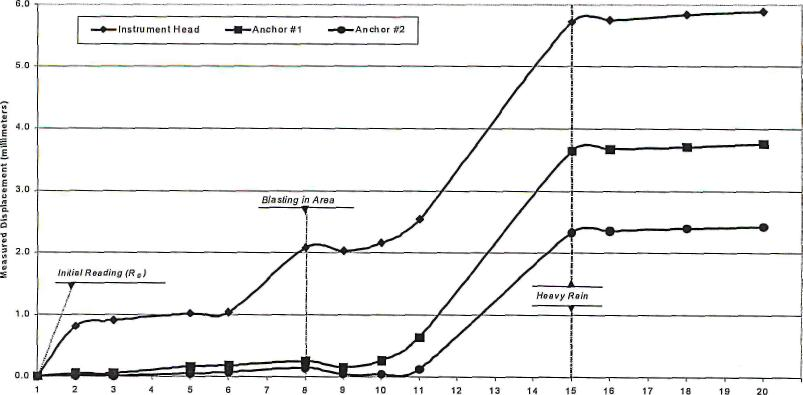 6.0
Instrument Head Anchor #1 Anchor #2
5.0
4.0
3.0
2.0
1.0
0.0
Measured Displacement (millimeters)
Blasting in Area
Initial Reading (R₀)
Heavy Rain
1 2 3 4 5 6 7 8 9 10 11 12 13 14 15 16 17 18 19 20